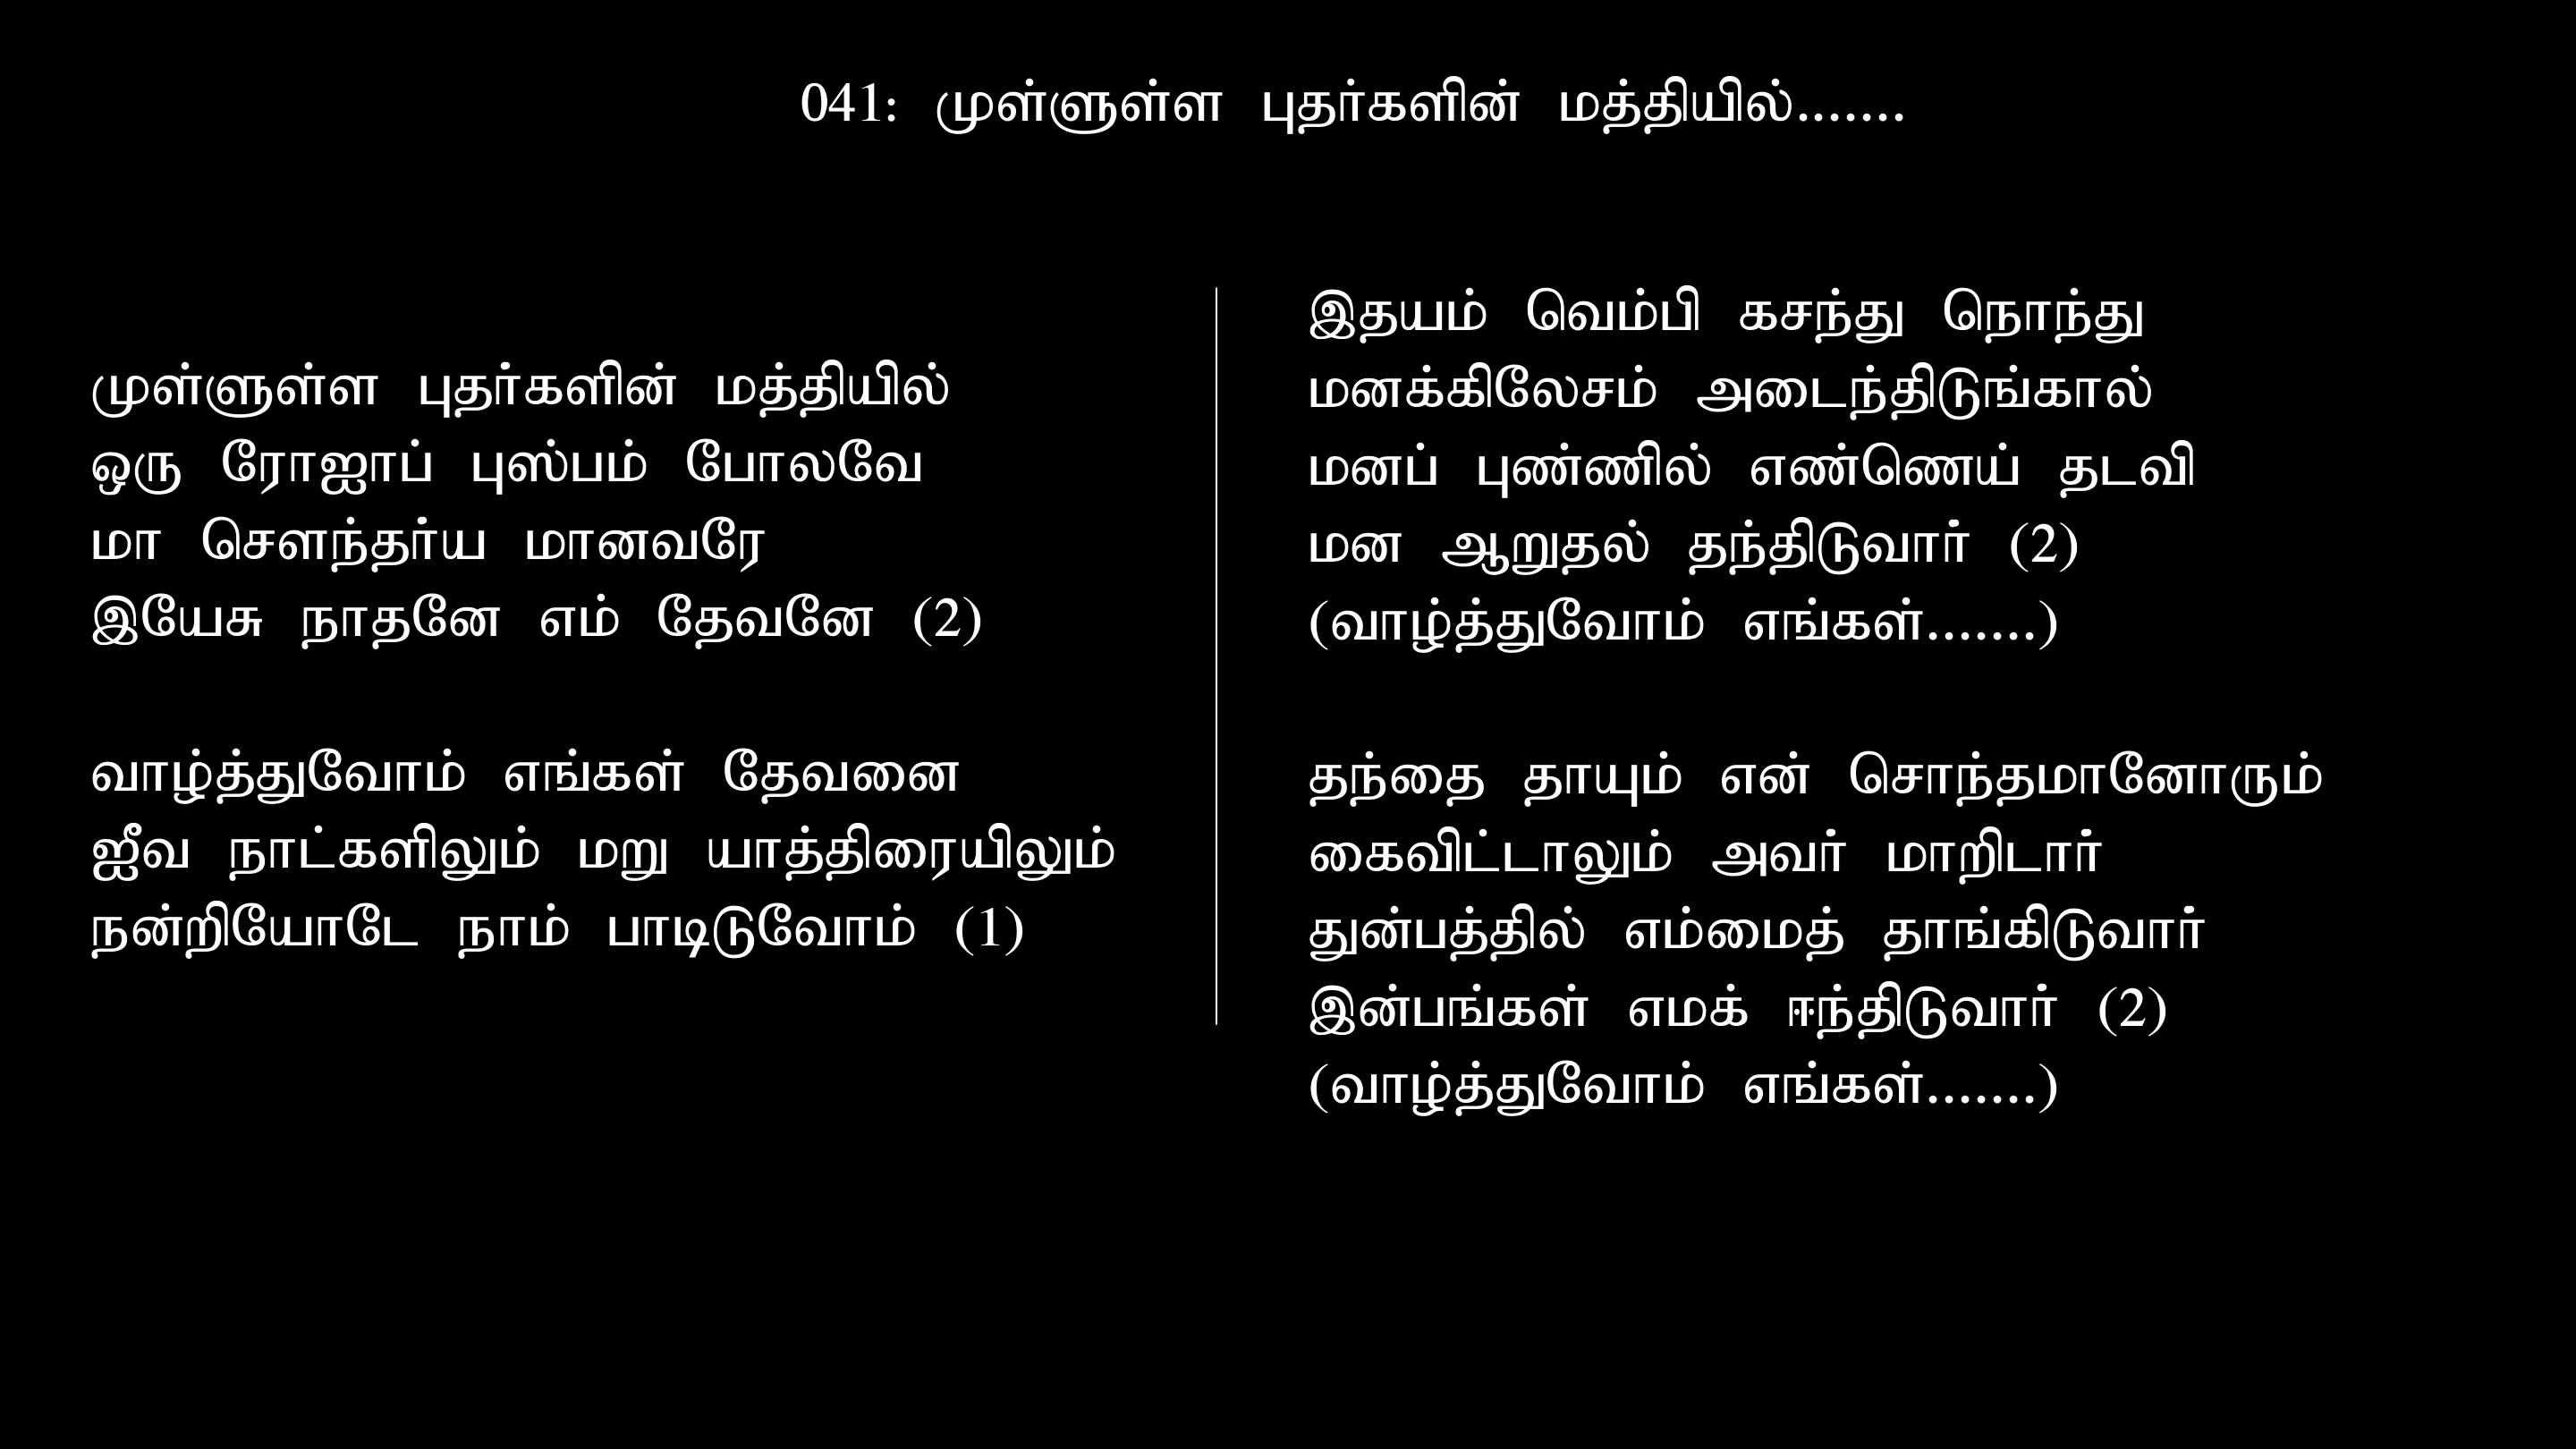 041: முள்ளுள்ள புதர்களின் மத்தியில்.......
முள்ளுள்ள புதர்களின் மத்தியில்
ஒரு ரோஜாப் புஸ்பம் போலவே
மா சௌந்தர்ய மானவரே
இயேசு நாதனே எம் தேவனே (2)
வாழ்த்துவோம் எங்கள் தேவனை
ஜீவ நாட்களிலும் மறு யாத்திரையிலும்
நன்றியோடே நாம் பாடிடுவோம் (1)
இதயம் வெம்பி கசந்து நொந்து
மனக்கிலேசம் அடைந்திடுங்கால்
மனப் புண்ணில் எண்ணெய் தடவி
மன ஆறுதல் தந்திடுவார் (2)
(வாழ்த்துவோம் எங்கள்.......)
தந்தை தாயும் என் சொந்தமானோரும்
கைவிட்டாலும் அவர் மாறிடார்
துன்பத்தில் எம்மைத் தாங்கிடுவார்
இன்பங்கள் எமக் ஈந்திடுவார் (2)
(வாழ்த்துவோம் எங்கள்.......)